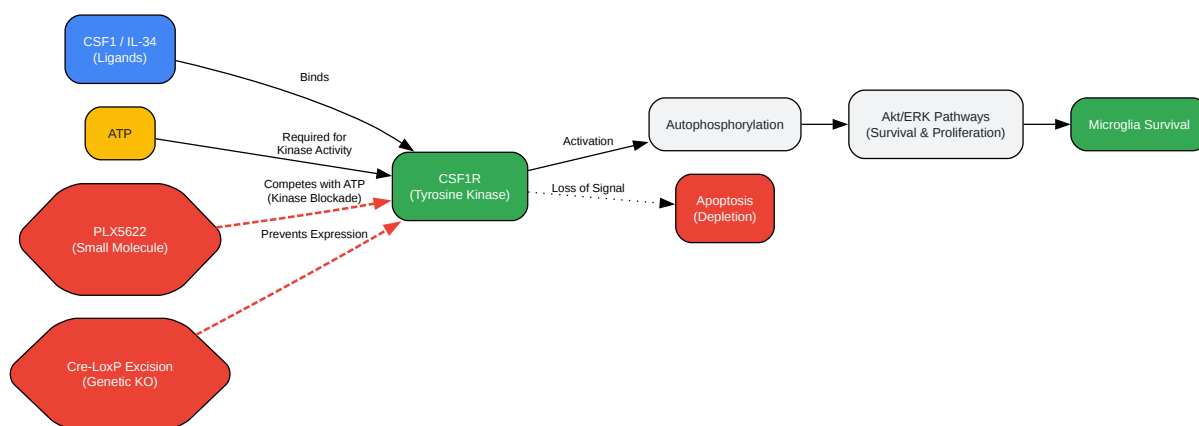 CSF1 / IL-34
(Ligands)
Binds
ATP
Required for
Kinase Activity
Competes with ATP
(Kinase Blockade)
PLX5622
(Small Molecule)
Prevents Expression
Cre-LoxP Excision
(Genetic KO)
CSF1R
(Tyrosine Kinase)
Activation
Loss of Signal
Autophosphorylation
Apoptosis
(Depletion)
Akt/ERK Pathways
(Survival & Proliferation)
Microglia Survival